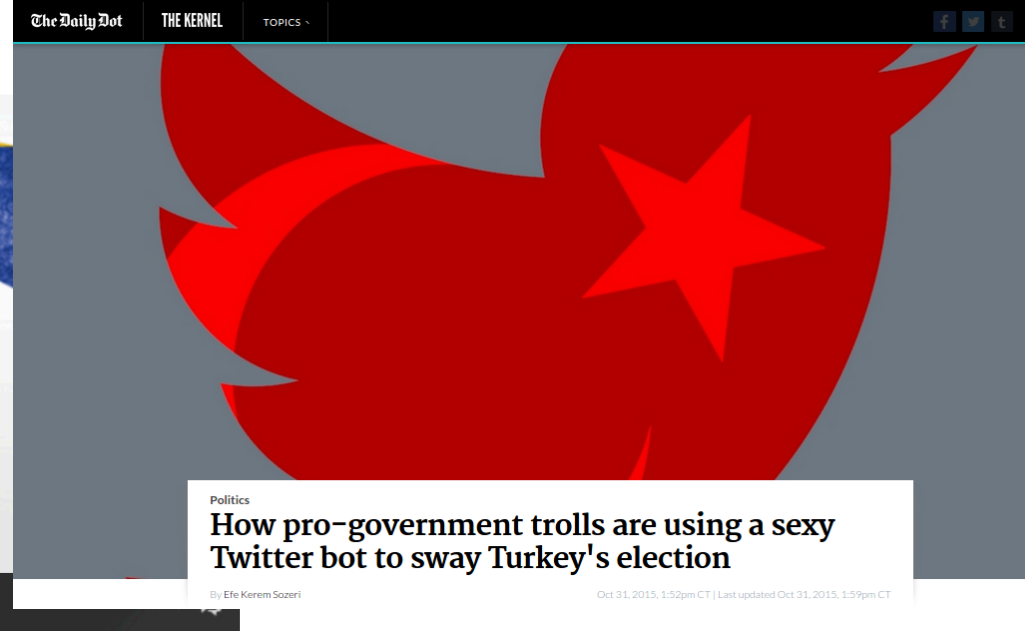 The Daily Dot
THE KERNEL
TOPICS
f
t
Politics
How pro-government trolls are using a sexy
Twitter bot to sway Turkey's election
By Efe Kerem Sozeri
Oct 31, 2015, 1:52pm CT | Last updated Oct 31, 2015, 1:59pm CT